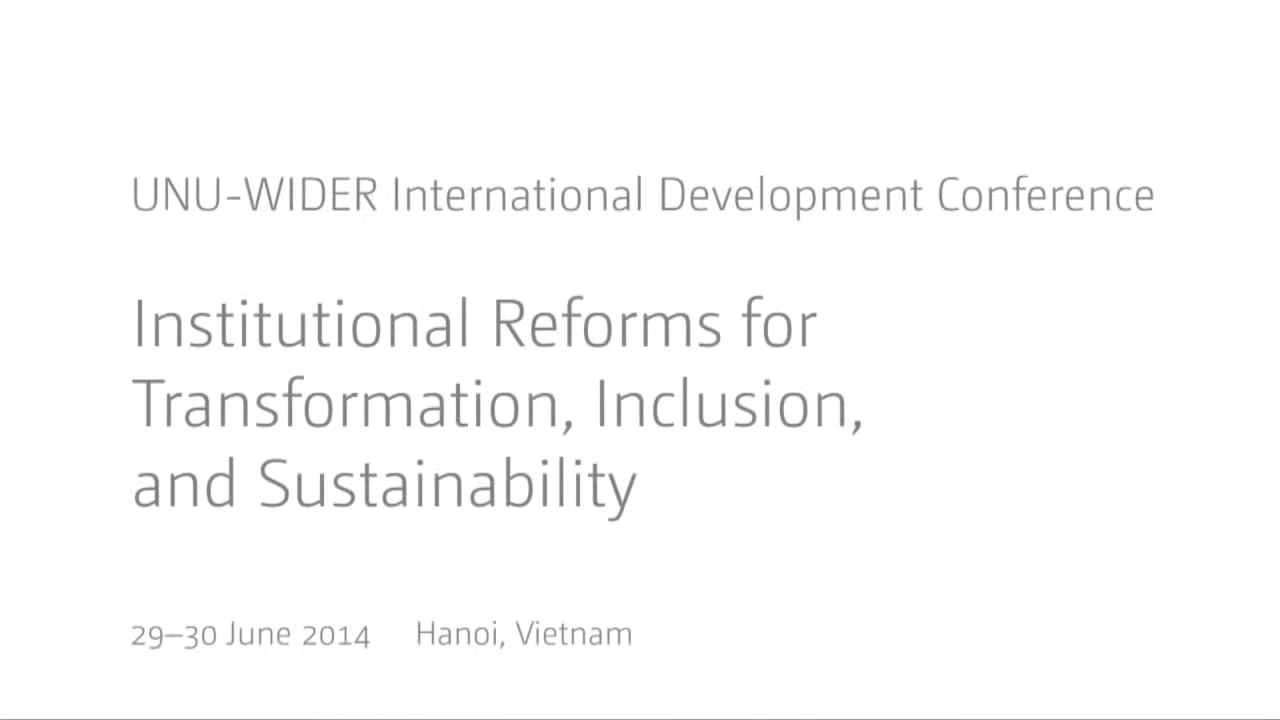 UNU-WIDER International Development Conference
Institutional Reforms for
Transformation, Inclusion,
and Sustainability
29–30 June 2014 Hanoi, Vietnam